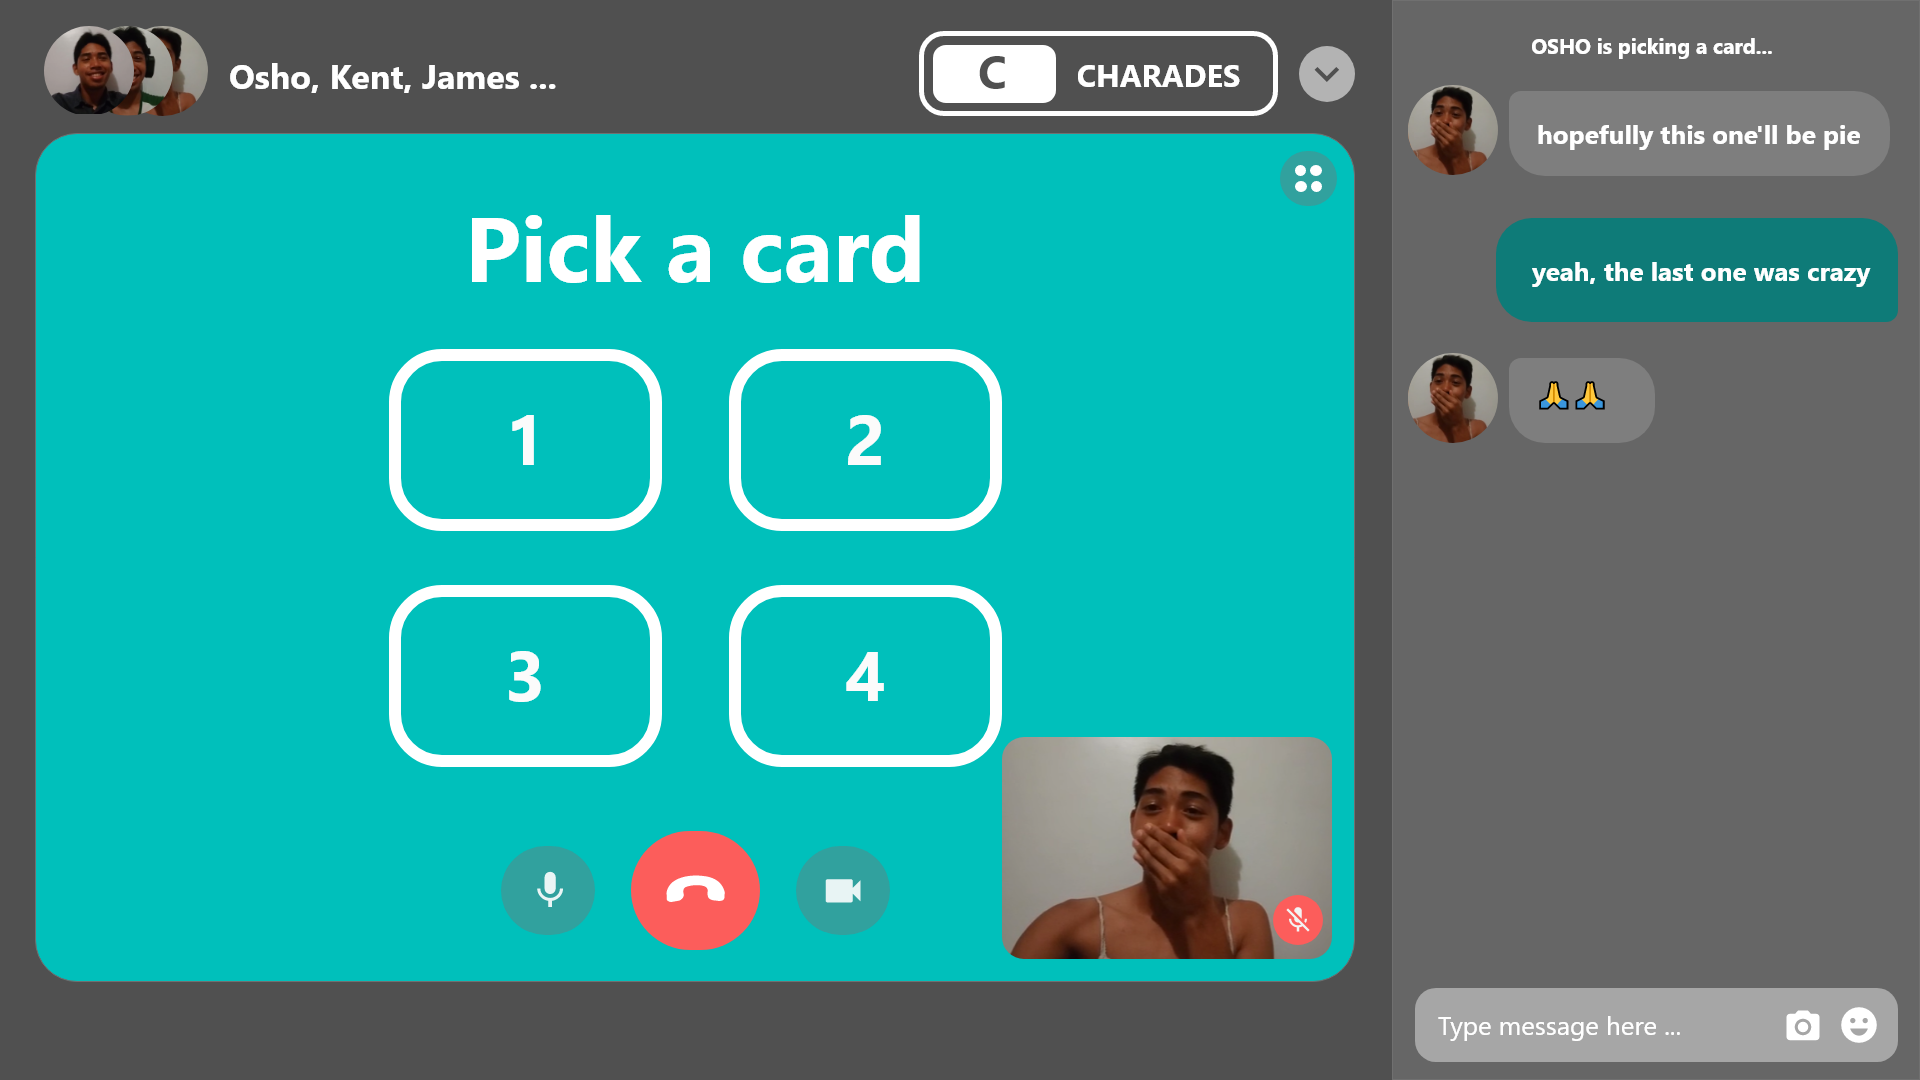 Osho, Kent, James ...
C
CHARADES
Pick a card
1
2
3
4
OSHO is picking a card...
hopefully this one'll be pie
yeah, the last one was crazy
🙏🙏
Type message here ...